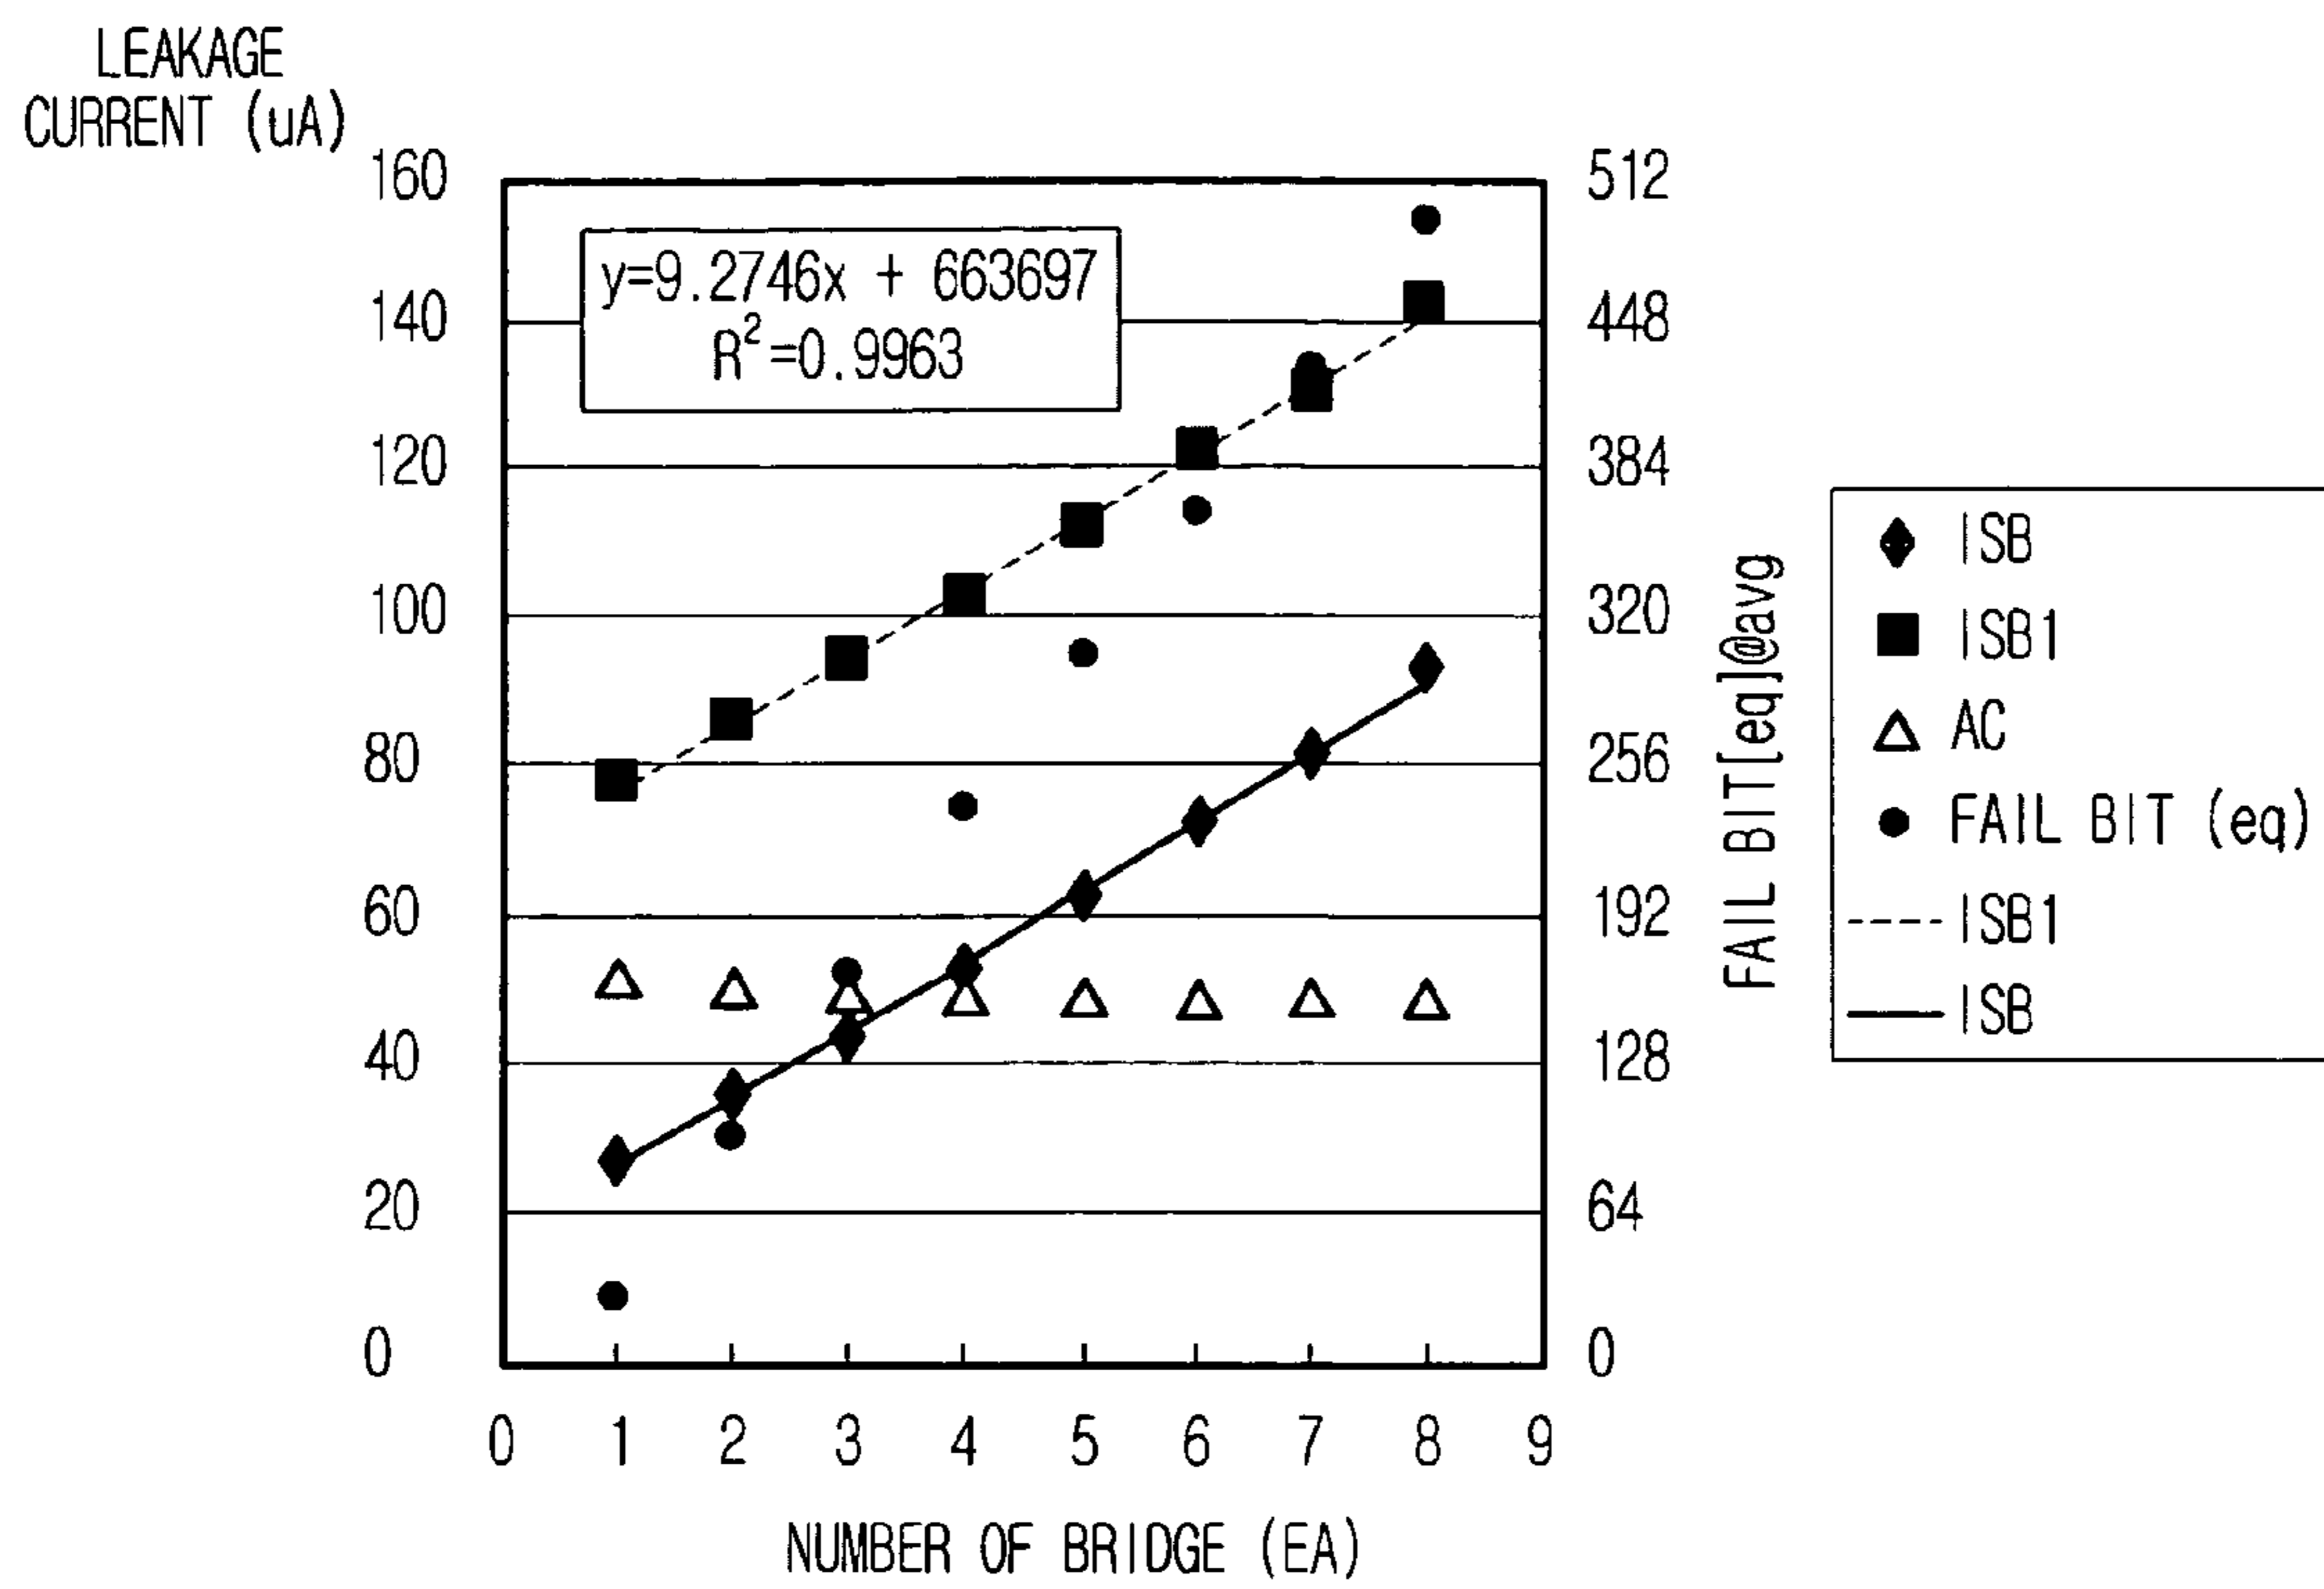 LEAKAGE
CURRENT (uA)
160
140
120
100
80
60
40
20
0
y=9.2746x + 663697
R²=0.9963
512
448
384
320
256
192
128
64
0
FAIL BIT[eq]@avg
0 1 2 3 4 5 6 7 8 9
NUMBER OF BRIDGE (EA)
ISB
ISB1
AC
FAIL BIT (eq)
ISB1
ISB